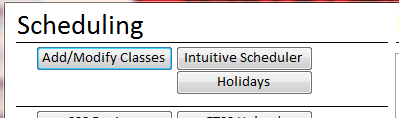 Scheduling
Add/Modify Classes Intuitive Scheduler
Holidays